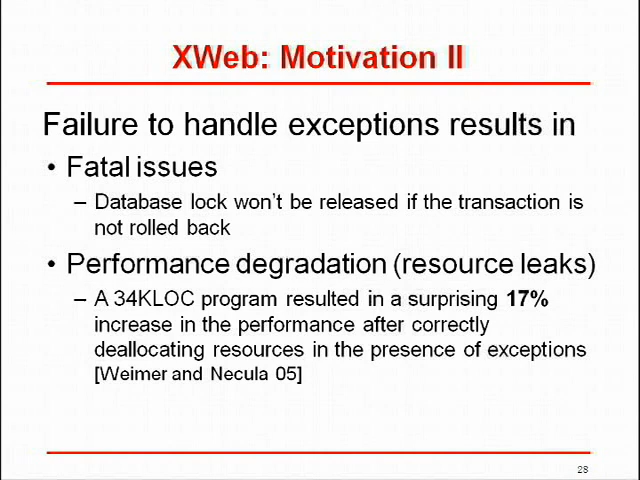 XWeb: Motivation II
Failure to handle exceptions results in
• Fatal issues
– Database lock won't be released if the transaction is
not rolled back
• Performance degradation (resource leaks)
– A 34KLOC program resulted in a surprising 17%
increase in the performance after correctly
deallocating resources in the presence of exceptions
[Weimer and Necula 05]
28